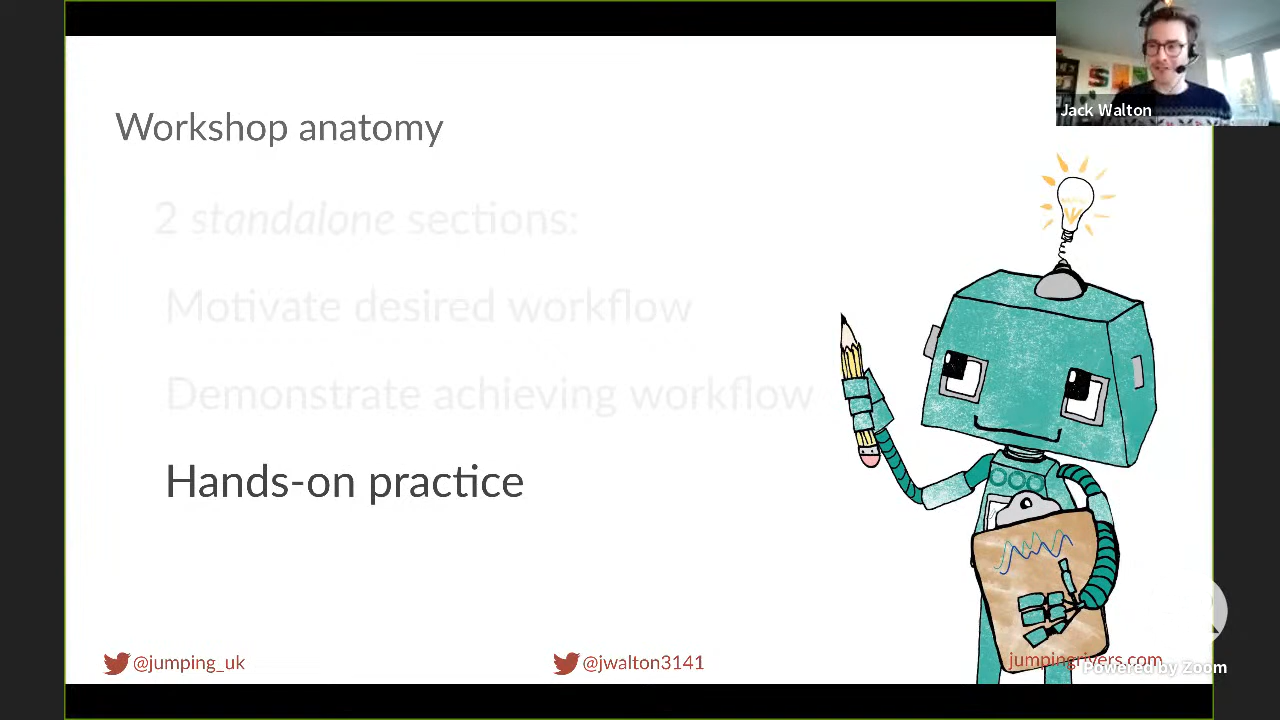 Jack Walton
Workshop anatomy
2 standalone sections:
Motivate desired workflow
Demonstrate achieving workflow
Hands-on practice
@jumping_uk
@jwalton3141
jumpingrivers.com
Powered by Zoom